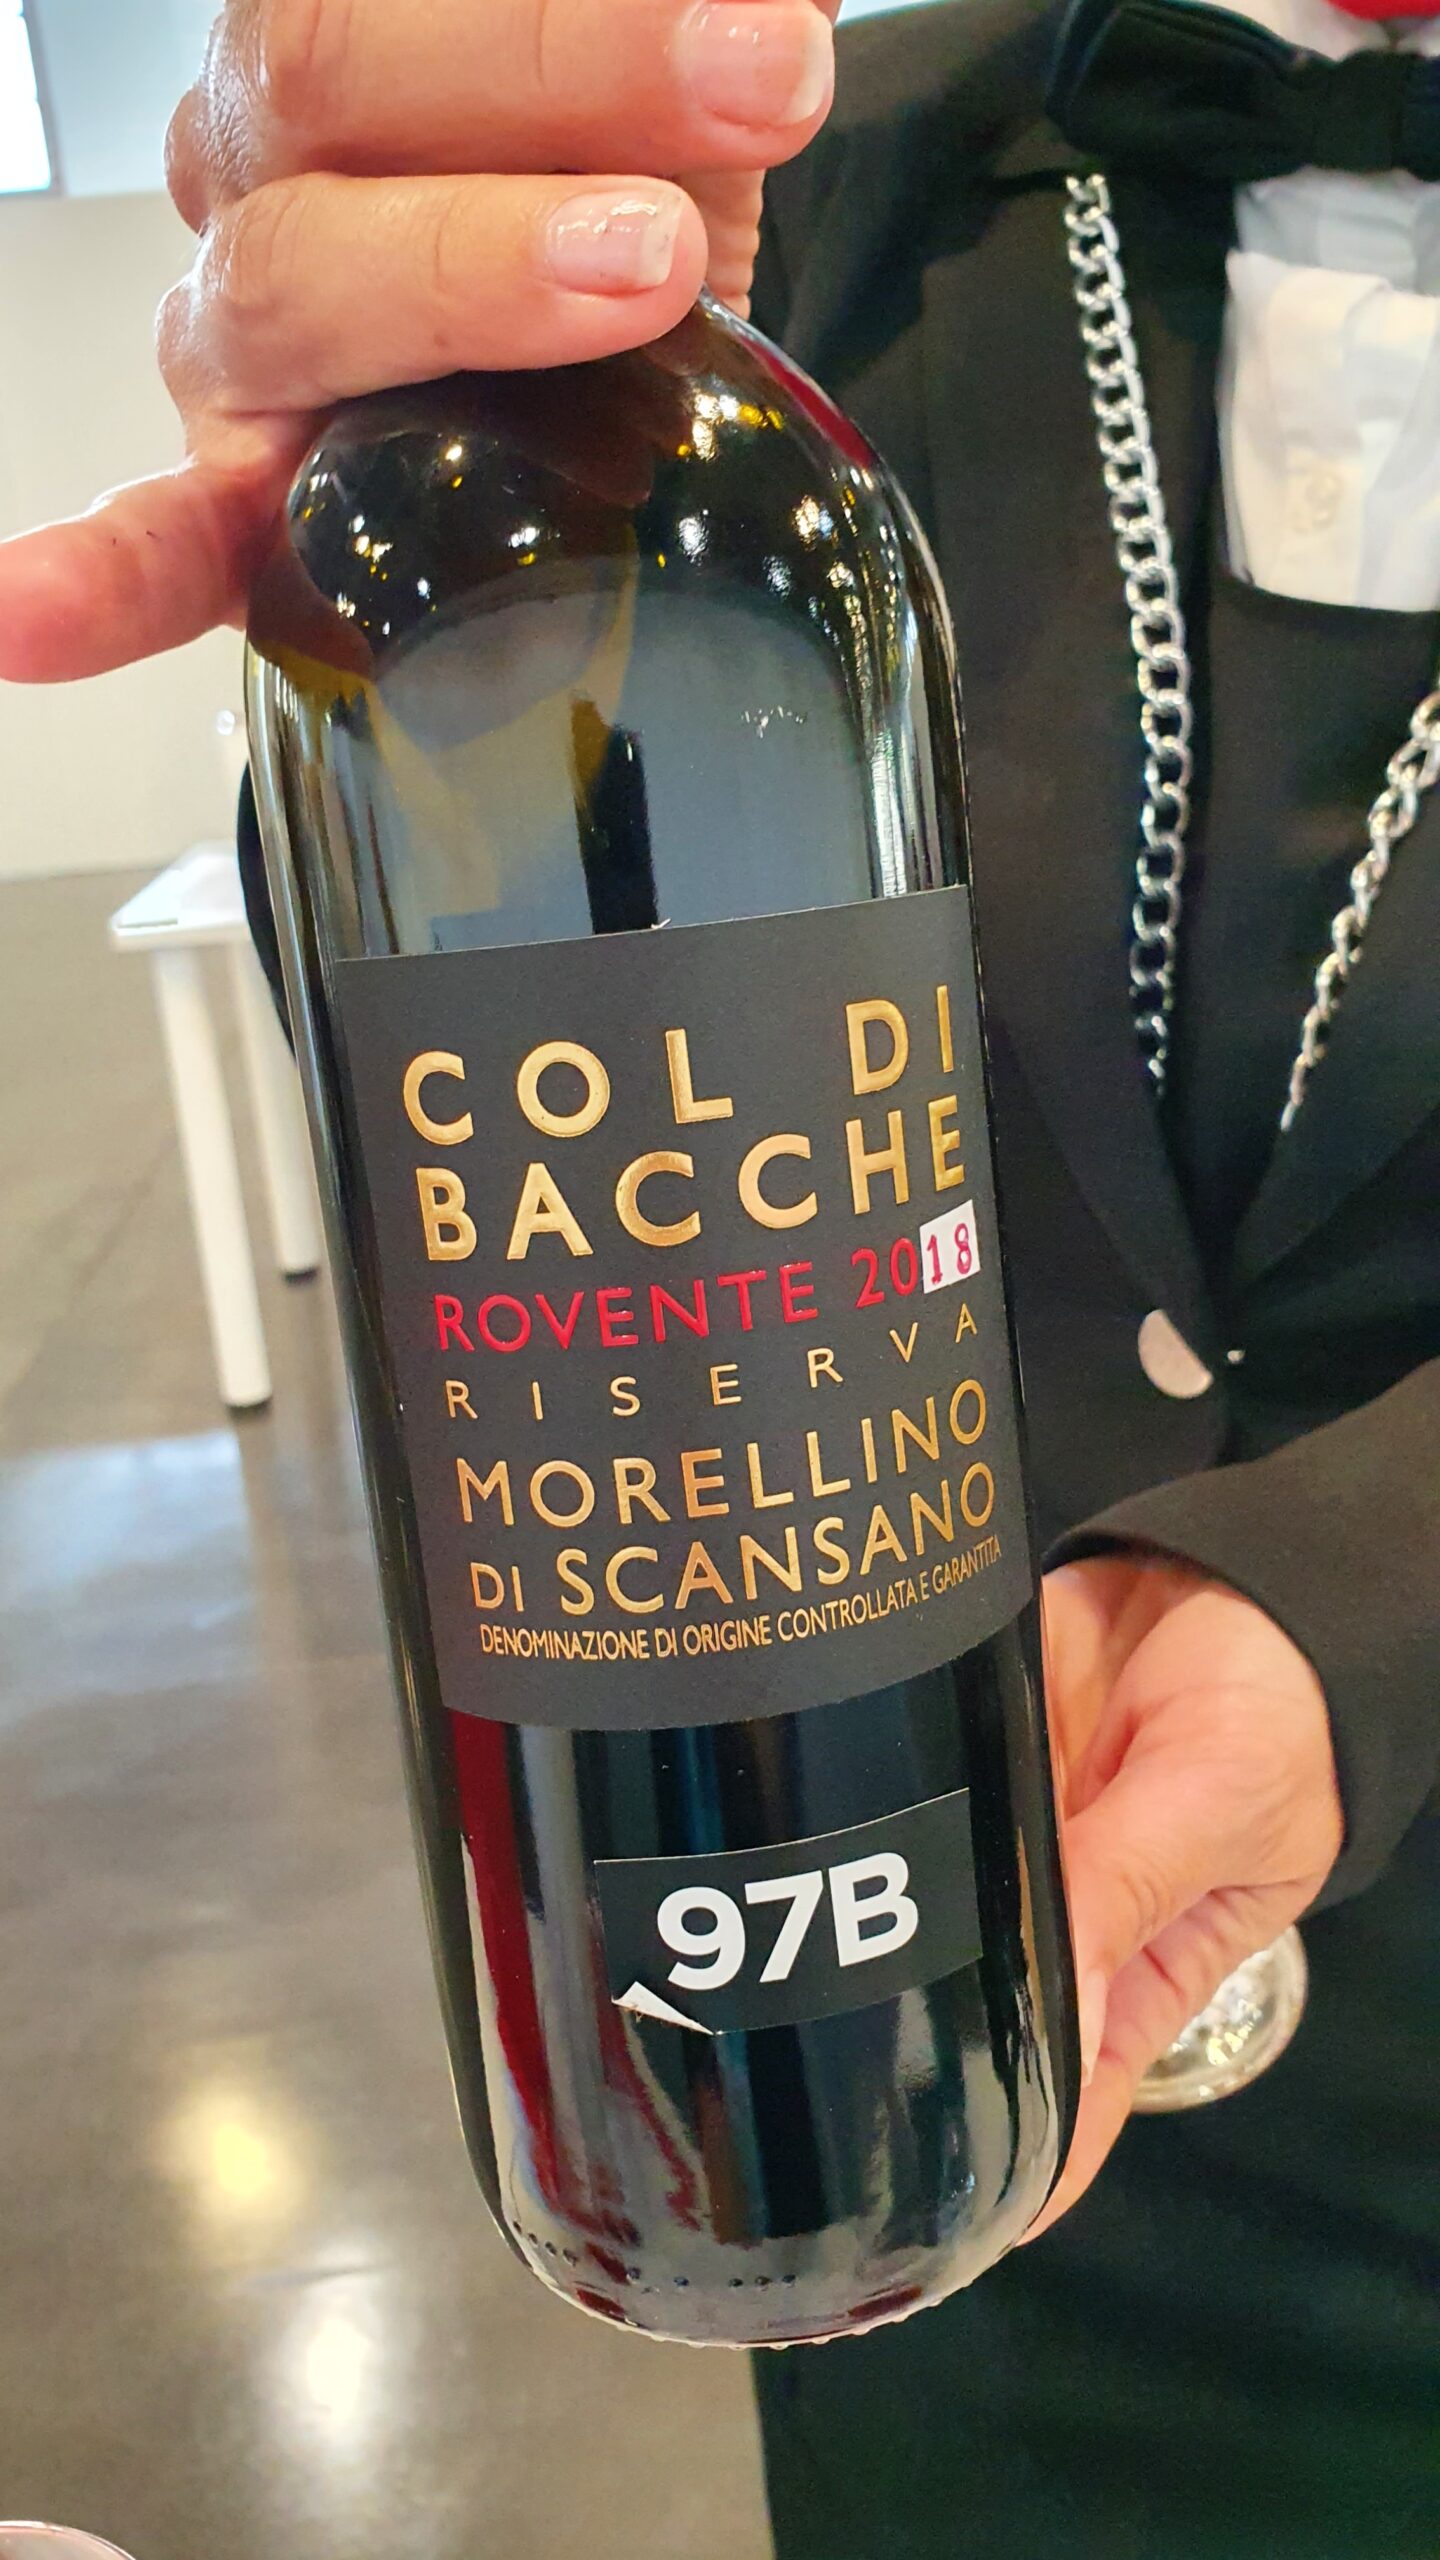 COL DI
BACCHE
ROVENTE 2018
RISERVA
MORELLINO
DI SCANSANO
DENOMINAZIONE DI ORIGINE CONTROLLATA E GARANTITA
97B